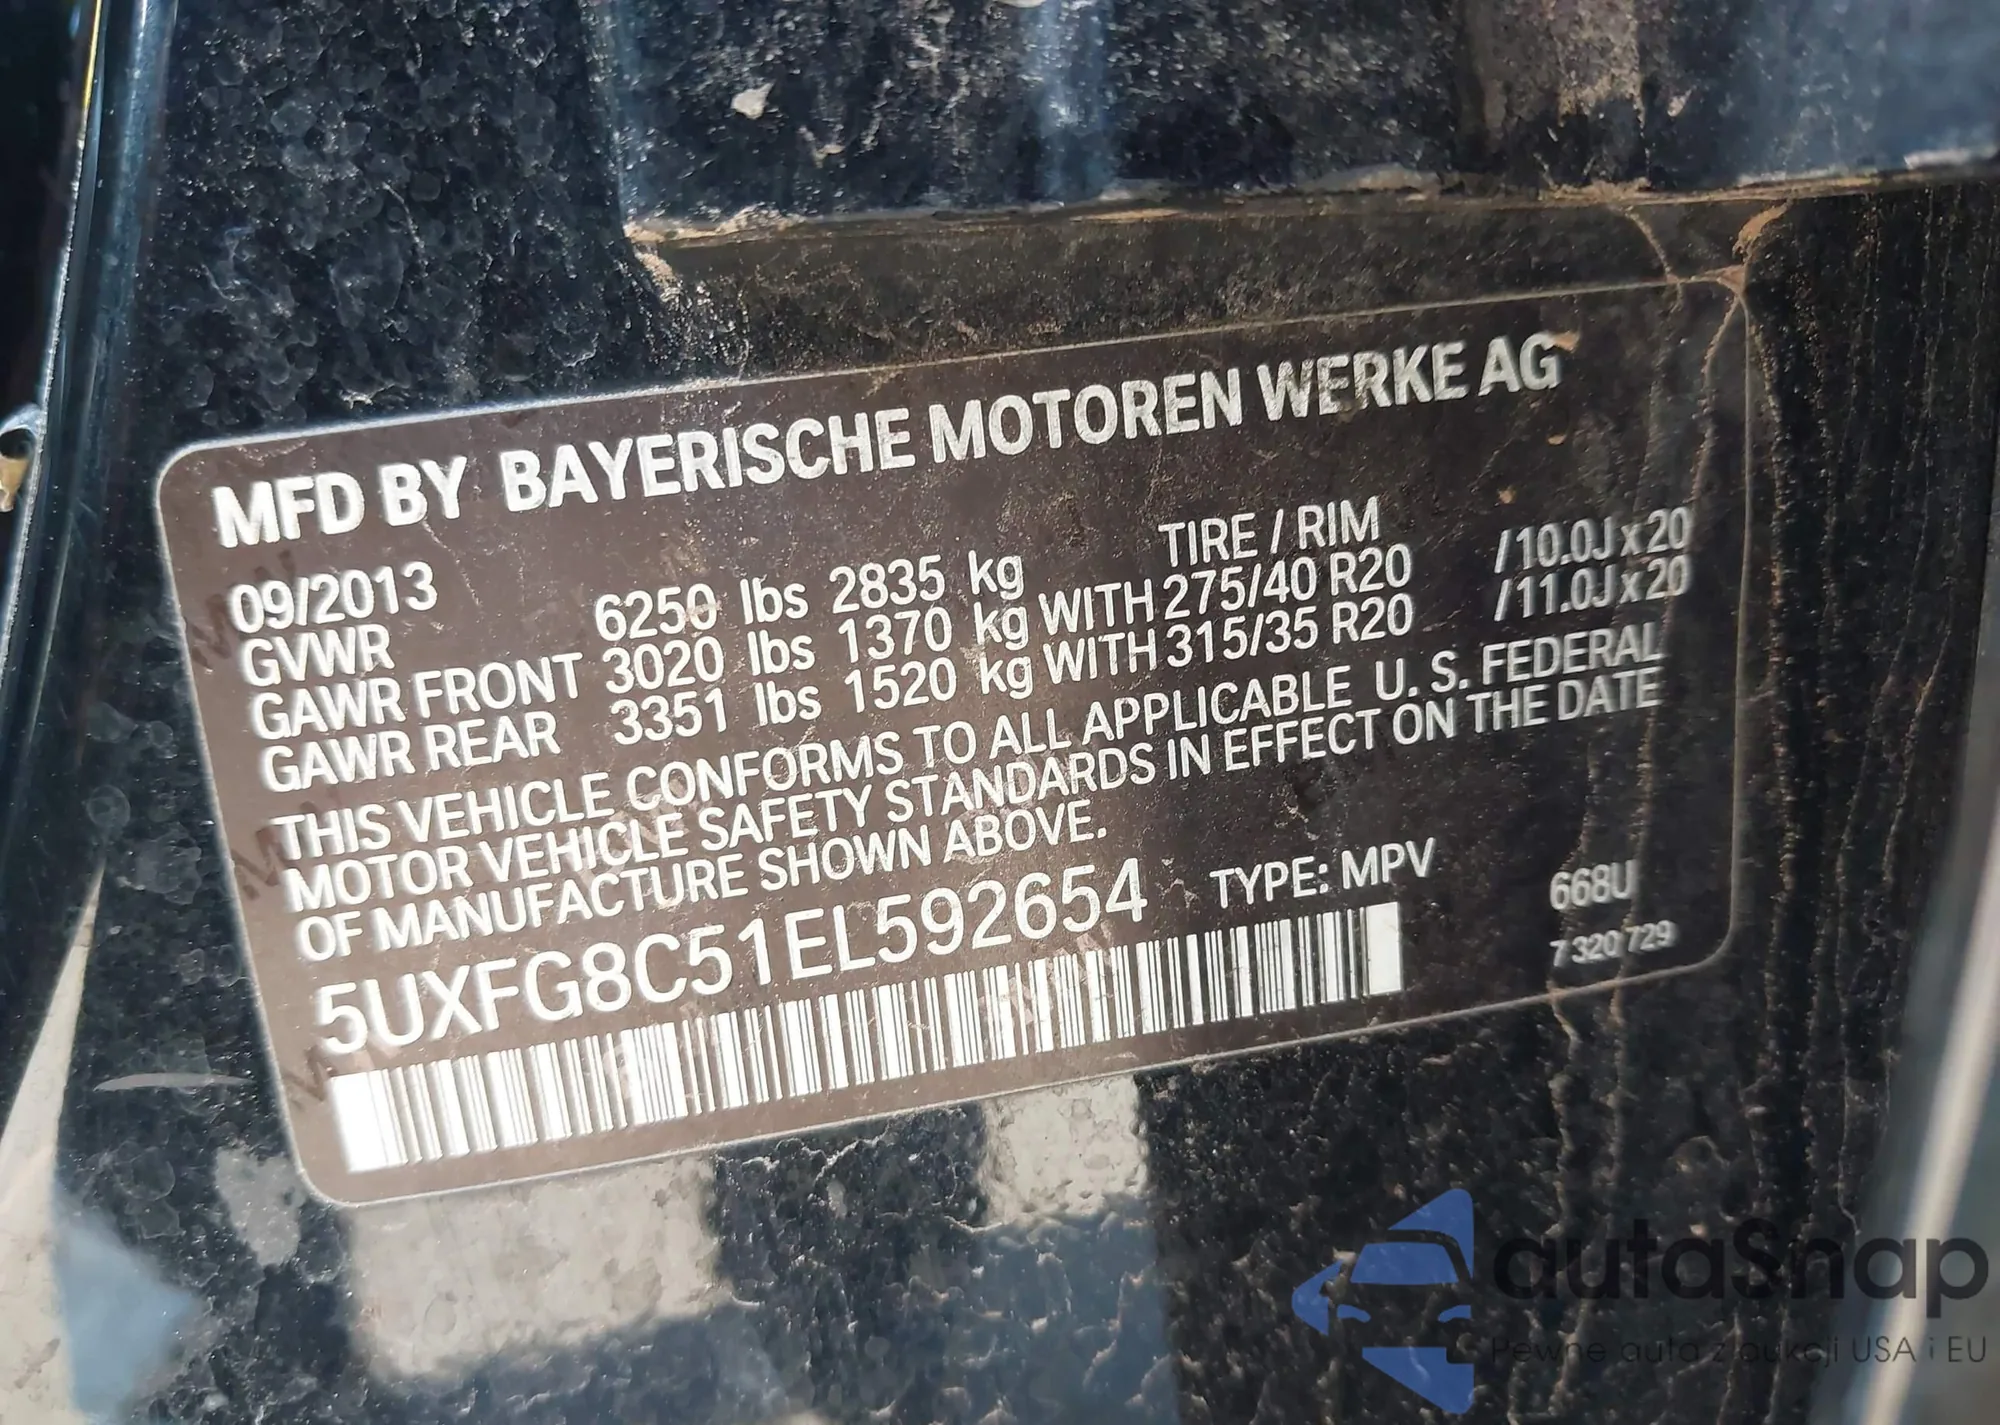 MFD BY BAYERISCHE MOTOREN WERKE AG
09/2013 TIRE / RIM
GVWR 6250 lbs 2835 kg
GAWR FRONT 3020 lbs 1370 kg WITH 275/40 R20 /10.0J x 20
GAWR REAR 3351 lbs 1520 kg WITH 315/35 R20 /11.0J x 20
THIS VEHICLE CONFORMS TO ALL APPLICABLE U. S. FEDERAL
MOTOR VEHICLE SAFETY STANDARDS IN EFFECT ON THE DATE
OF MANUFACTURE SHOWN ABOVE.
5UXFG8C51EL592654 TYPE: MPV 668U
7 320 729
autaSnap
Pewne auta z aukcji USA i EU